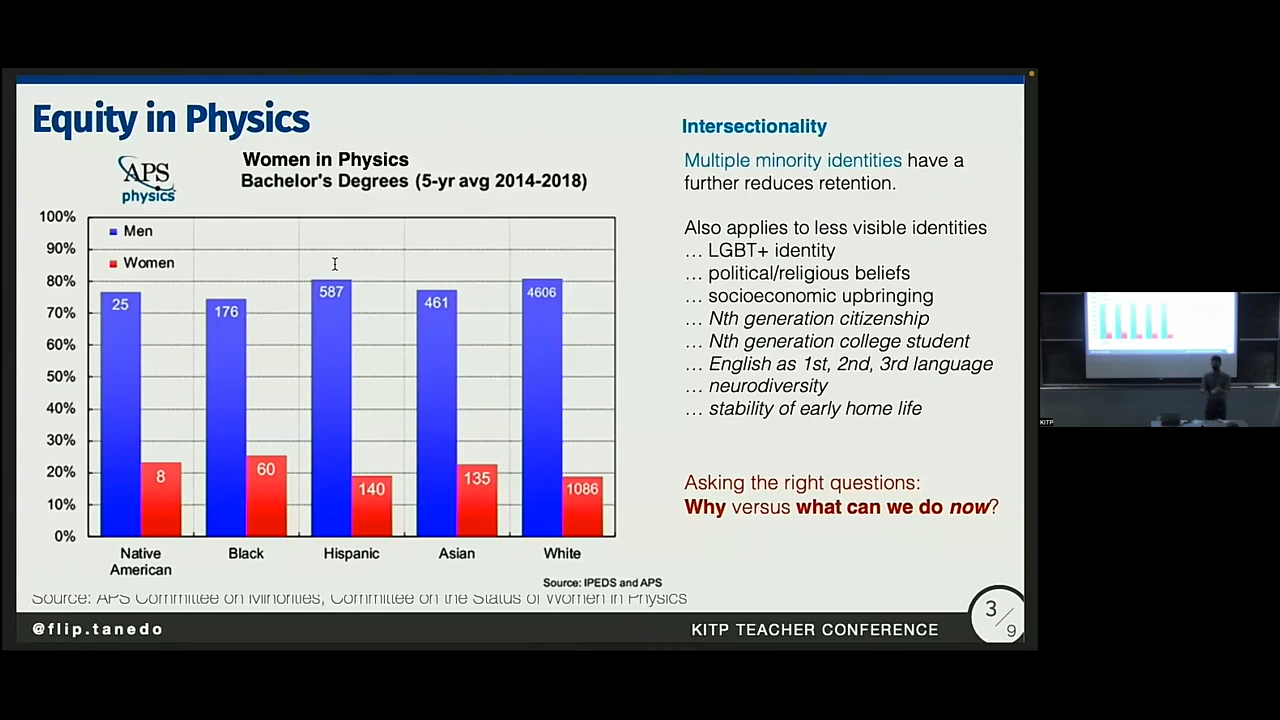 Equity in Physics
APS
physics
Women in Physics
Bachelor's Degrees (5-yr avg 2014-2018)
100%
90%
80%
70%
60%
50%
40%
30%
20%
10%
0%
Men
Women
25
8
176
60
587
140
461
135
4606
1086
Native
American
Black
Hispanic
Asian
White
Source: IPEDS and APS
Source: APS Committee on Minorities, Committee on the Status of Women in Physics
Intersectionality
Multiple minority identities have a
further reduces retention.
Also applies to less visible identities
... LGBT+ identity
... political/religious beliefs
... socioeconomic upbringing
... Nth generation citizenship
... Nth generation college student
... English as 1st, 2nd, 3rd language
... neurodiversity
... stability of early home life
Asking the right questions:
Why versus what can we do now?
@flip.tanedo
KITP TEACHER CONFERENCE
3/9
KITP